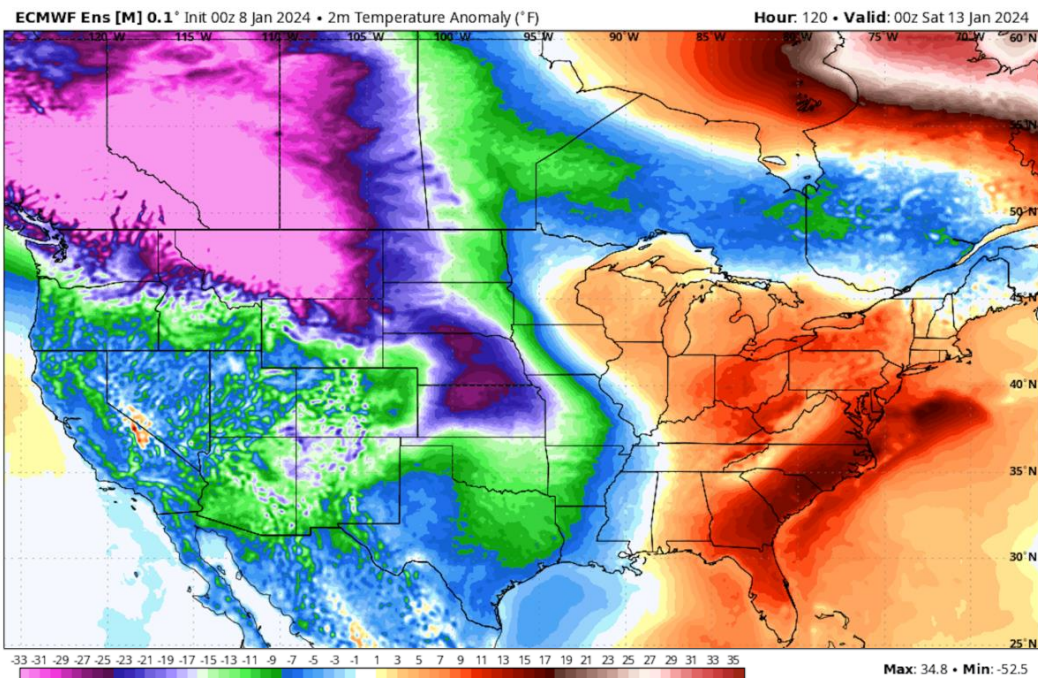 ECMWF Ens [M] 0.1° Init 00z 8 Jan 2024 • 2m Temperature Anomaly (°F) Hour: 120 • Valid: 00z Sat 13 Jan 2024
120°W 115°W 110°W 105°W 100°W 95°W 90°W 85°W 80°W 75°W 70°W 60°N
55°N
50°N
45°N
40°N
35°N
30°N
25°N
-33 -31 -29 -27 -25 -23 -21 -19 -17 -15 -13 -11 -9 -7 -5 -3 -1 1 3 5 7 9 11 13 15 17 19 21 23 25 27 29 31 33 35
Max: 34.8 • Min: -52.5